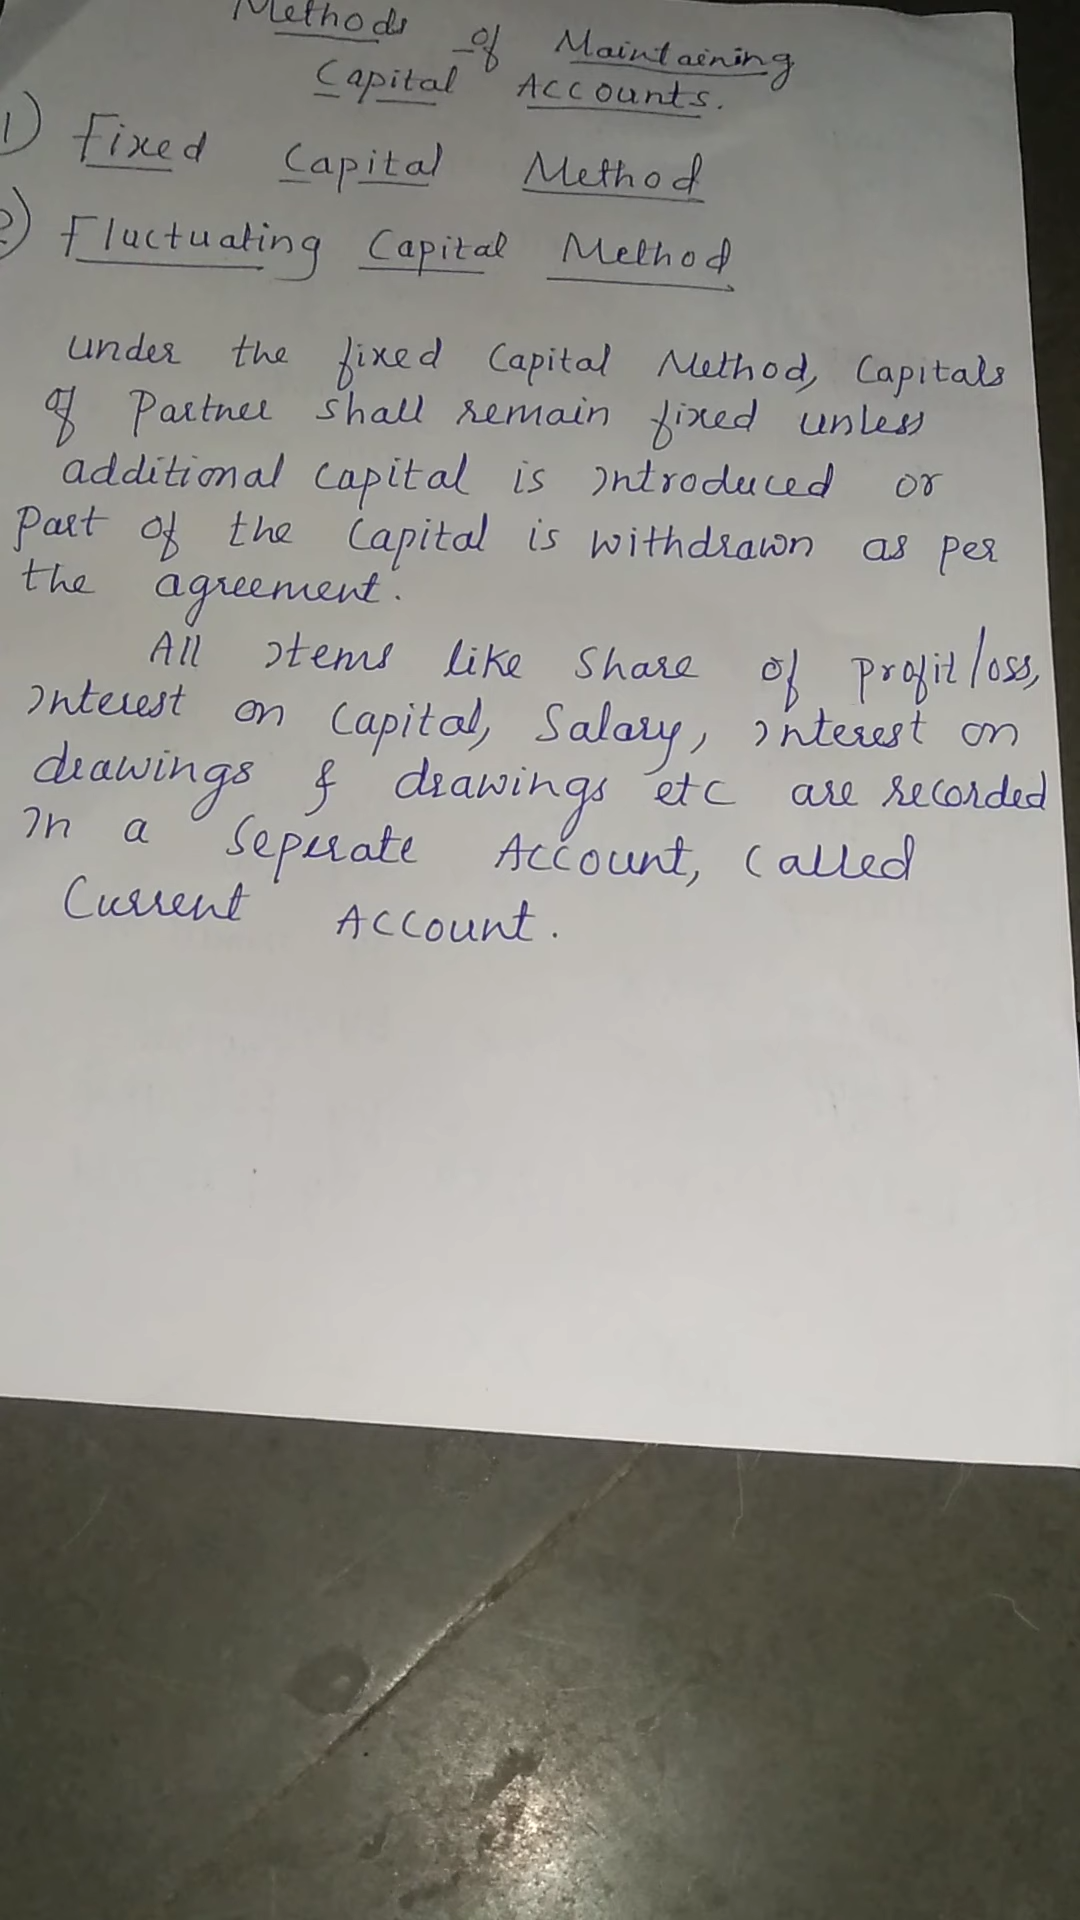 Methods of Maintaining
Capital Accounts.
1) Fixed Capital Method
2) Fluctuating Capital Method
under the fixed Capital Method, Capitals
of Partner shall remain fixed unless
additional Capital is introduced or
Part of the Capital is withdrawn as per
the agreement.
All items like Share of Profit/loss,
interest on Capital, Salary, interest on
drawings & drawings etc are recorded
in a Seperate Account, Called
Current Account.